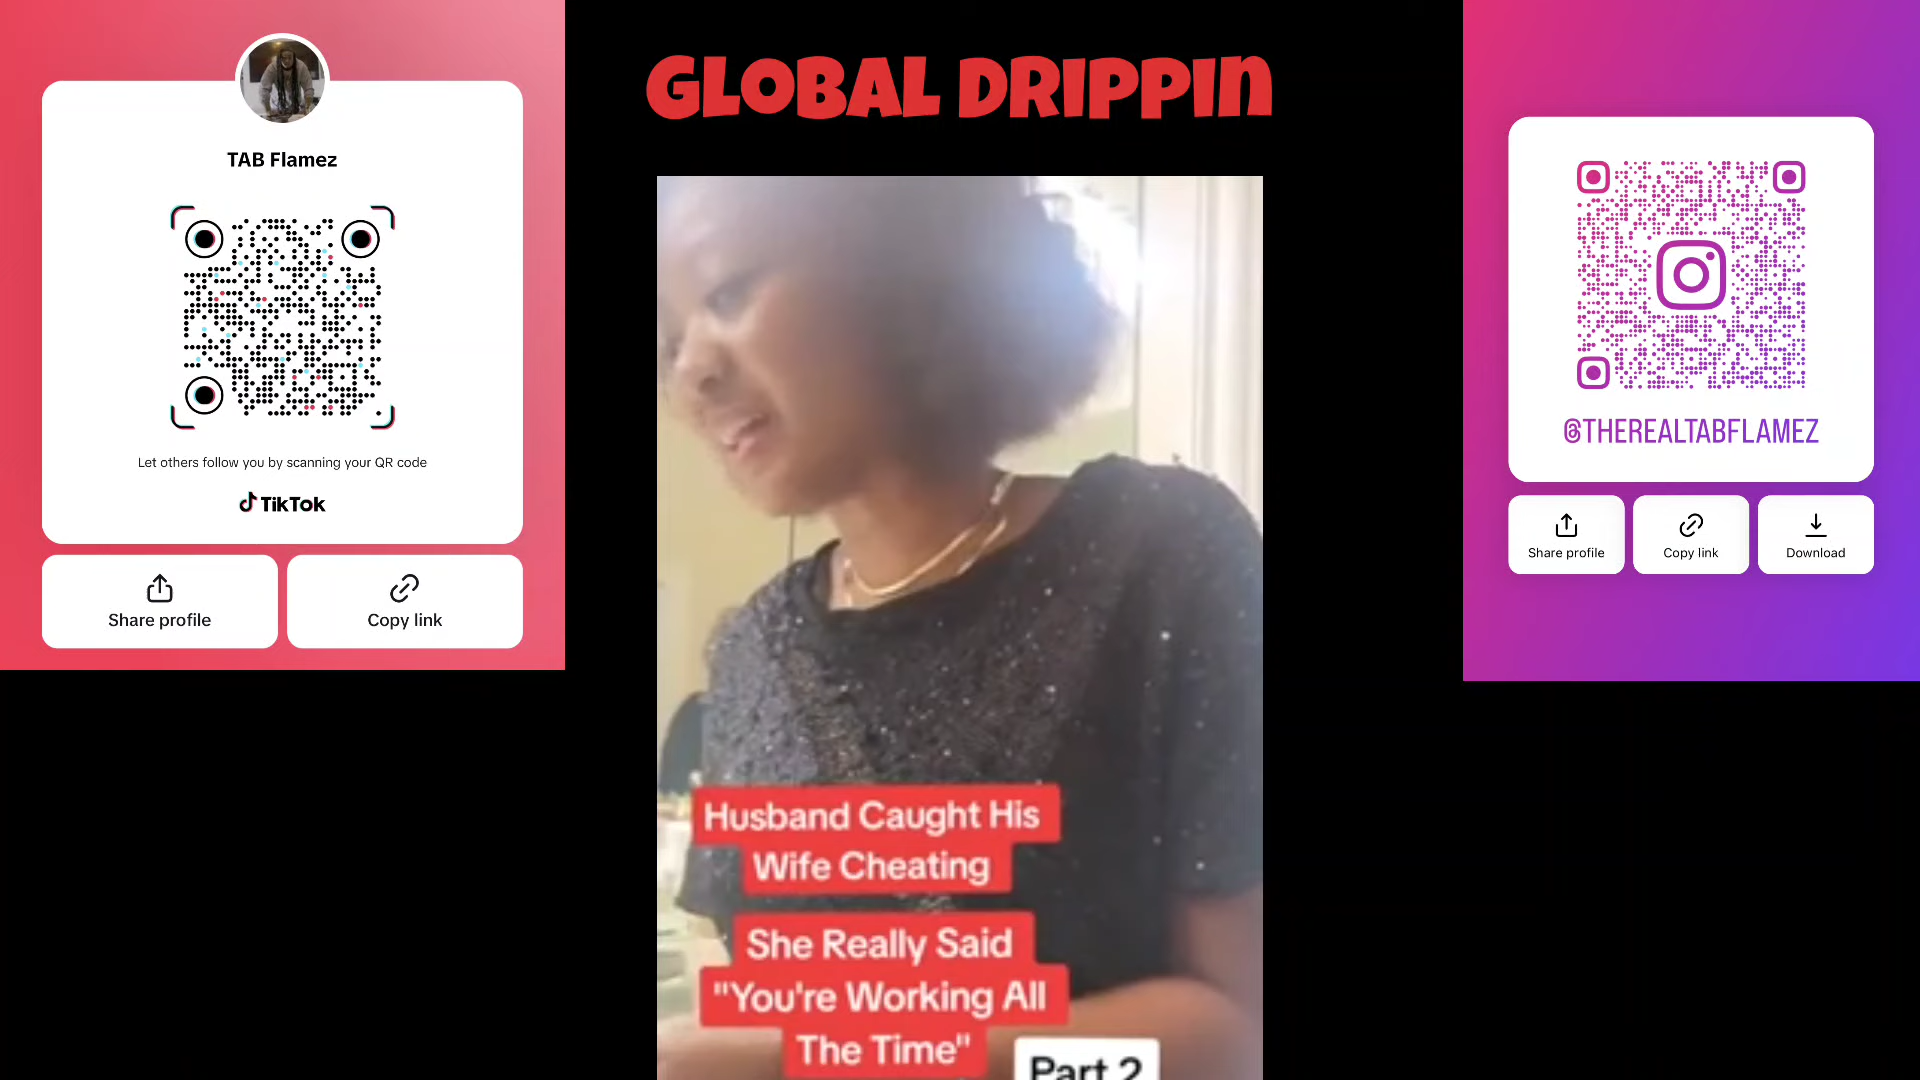 GLOBAL DRIPPIN
TAB Flamez
Let others follow you by scanning your QR code
TikTok
Share profile
Copy link
@THEREALTABFLAMEZ
Share profile
Copy link
Download
Husband Caught His
Wife Cheating
She Really Said
"You're Working All
The Time"
Part 2